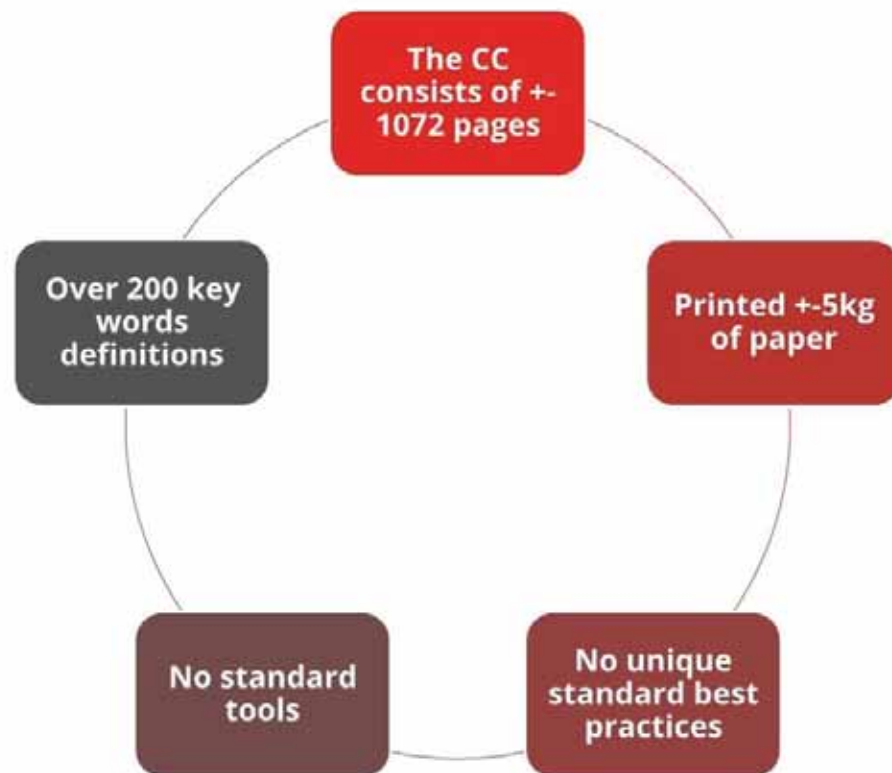 The CC
consists of +-
1072 pages
Printed +-5kg
of paper
No unique
standard best
practices
No standard
tools
Over 200 key
words
definitions